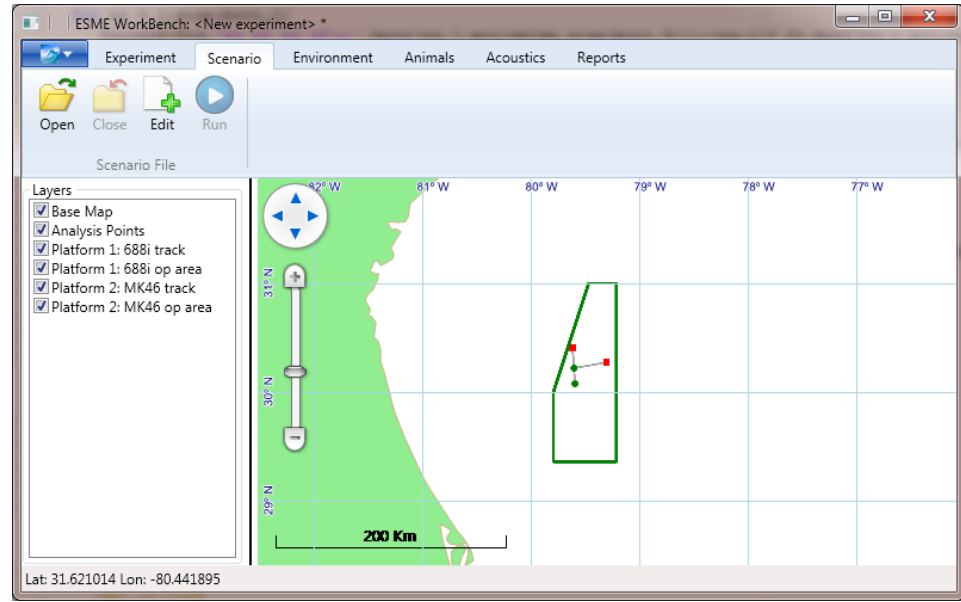 ESME WorkBench: <New experiment> *
Experiment Scenario Environment Animals Acoustics Reports
Open Close Edit Run
Scenario File
Layers
Base Map
Analysis Points
Platform 1: 688i track
Platform 1: 688i op area
Platform 2: MK46 track
Platform 2: MK46 op area
82° W 81° W 80° W 79° W 78° W 77° W
31° N
30° N
29° N
200 Km
Lat: 31.621014 Lon: -80.441895